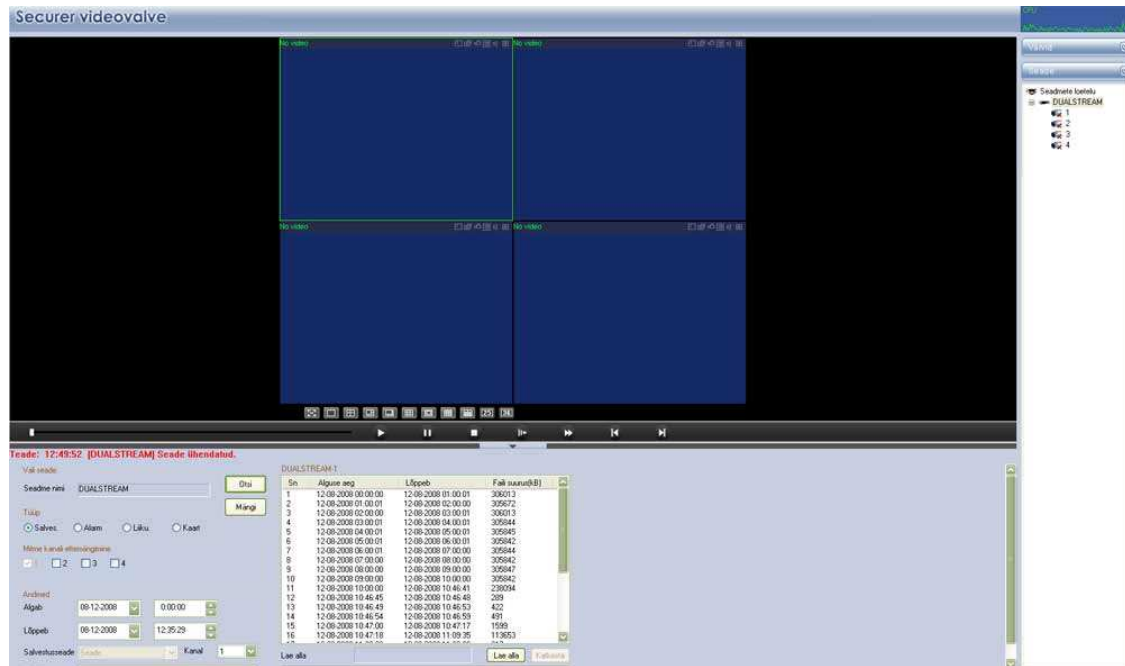 Securer videovalve
CPU
No video
No video
No video
No video
Värvid
Seade
Seadmete loetelu
DUALSTREAM
1
2
3
4
Teade: 12:49:52 [DUALSTREAM] Seade ühendatud.
Vali seade
Seadme nimi DUALSTREAM
Otsi
Mängi
Tüüp
Salves. Alarm Liiku. Kaart
Mitme kanali ettemängimine
1 2 3 4
Andmed
Algab 08-12-2008 0:00:00
Lõppeb 08-12-2008 12:35:29
Salvestusseade Seade Kanal 1
DUALSTREAM-1
Sn Alguse aeg Lõppeb Faili suurus(kB)
1 12-08-2008 00:00:00 12-08-2008 01:00:01 306013
2 12-08-2008 01:00:01 12-08-2008 02:00:00 305672
3 12-08-2008 02:00:00 12-08-2008 03:00:01 306013
4 12-08-2008 03:00:01 12-08-2008 04:00:01 305844
5 12-08-2008 04:00:01 12-08-2008 05:00:01 305845
6 12-08-2008 05:00:01 12-08-2008 06:00:01 305842
7 12-08-2008 06:00:01 12-08-2008 07:00:00 305844
8 12-08-2008 07:00:00 12-08-2008 08:00:00 305842
9 12-08-2008 08:00:00 12-08-2008 09:00:00 305847
10 12-08-2008 09:00:00 12-08-2008 10:00:00 305842
11 12-08-2008 10:00:00 12-08-2008 10:46:41 238094
12 12-08-2008 10:46:45 12-08-2008 10:46:48 289
13 12-08-2008 10:46:49 12-08-2008 10:46:53 422
14 12-08-2008 10:46:54 12-08-2008 10:46:59 491
15 12-08-2008 10:47:00 12-08-2008 10:47:17 1599
16 12-08-2008 10:47:18 12-08-2008 11:09:35 113653
Lae alla Lae alla Katkesta